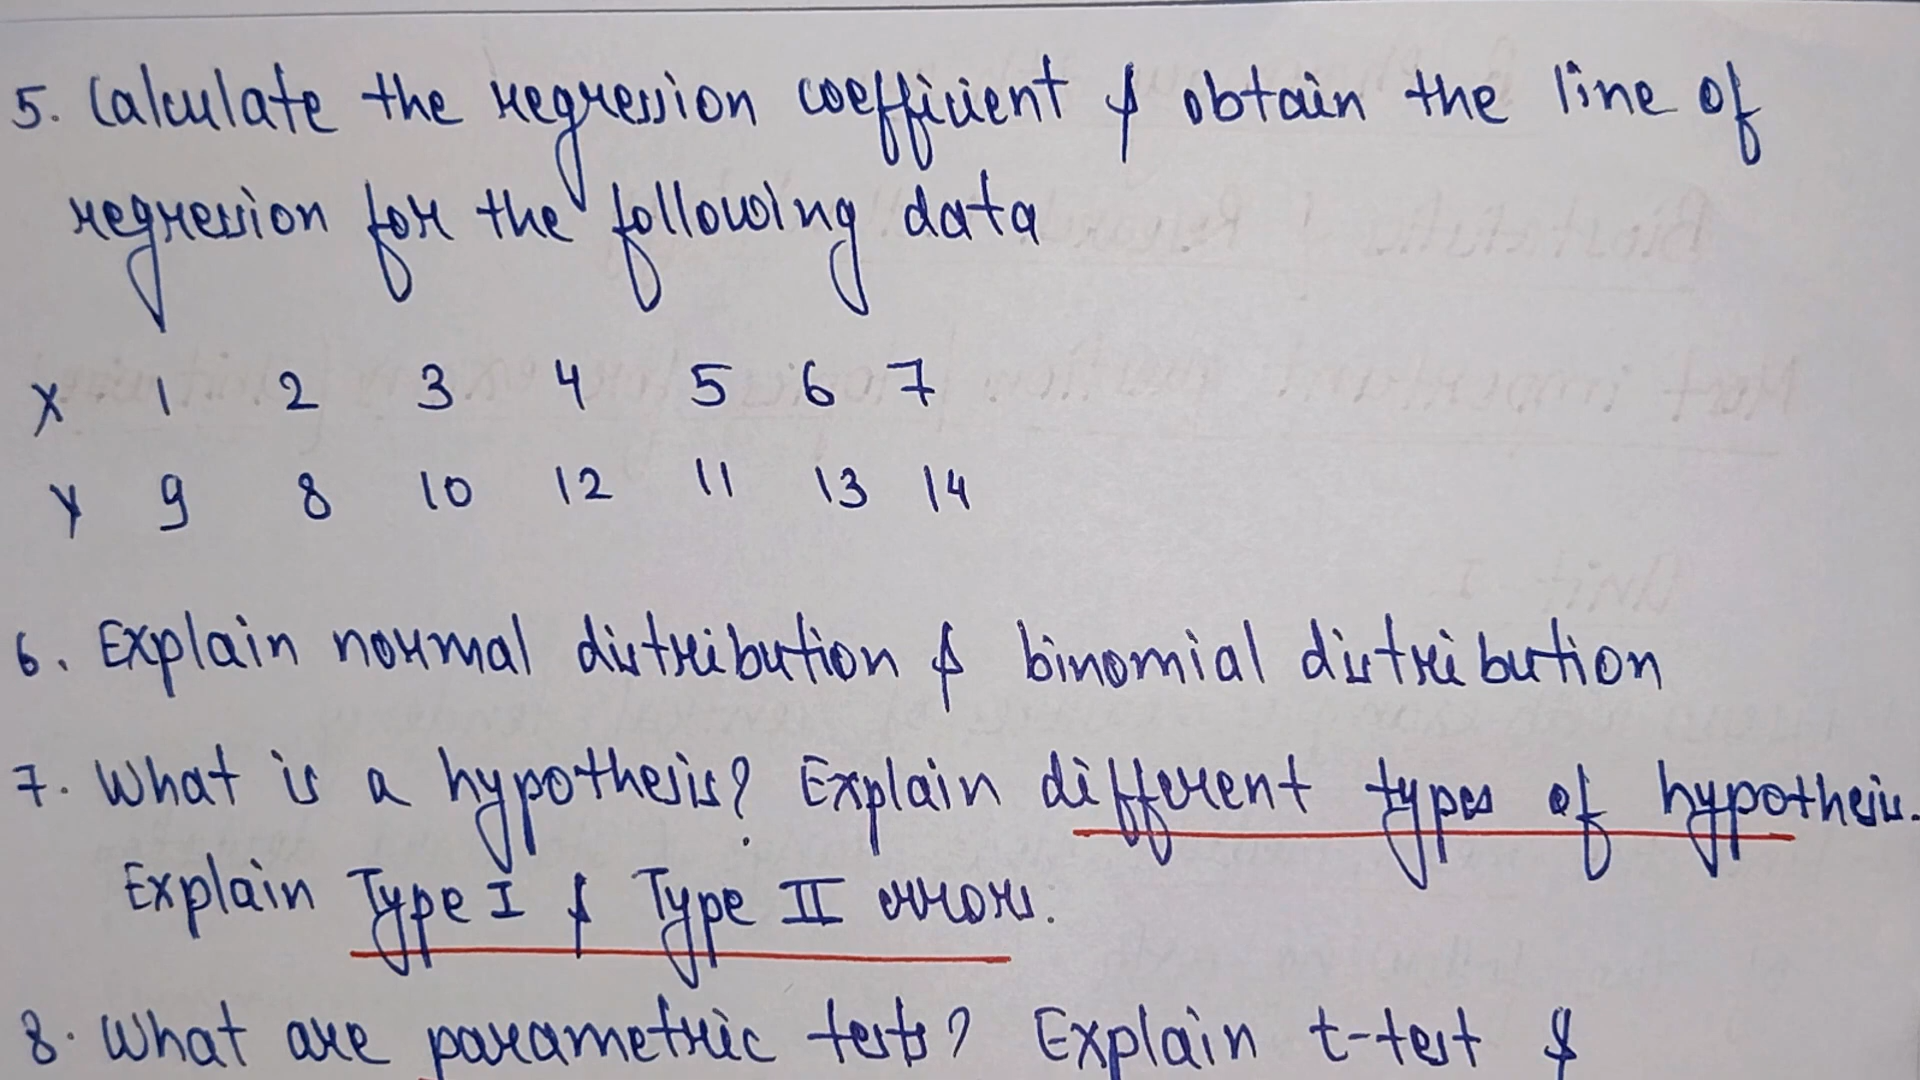 5. Calculate the regression coefficient & obtain the line of
regression for the following data
X 1 2 3 4 5 6 7
Y 9 8 10 12 11 13 14
6. Explain normal distribution & binomial distribution
7. What is a hypothesis? Explain different types of hypothesis.
Explain Type I & Type II errors.
8. What are parametric tests? Explain t-test &